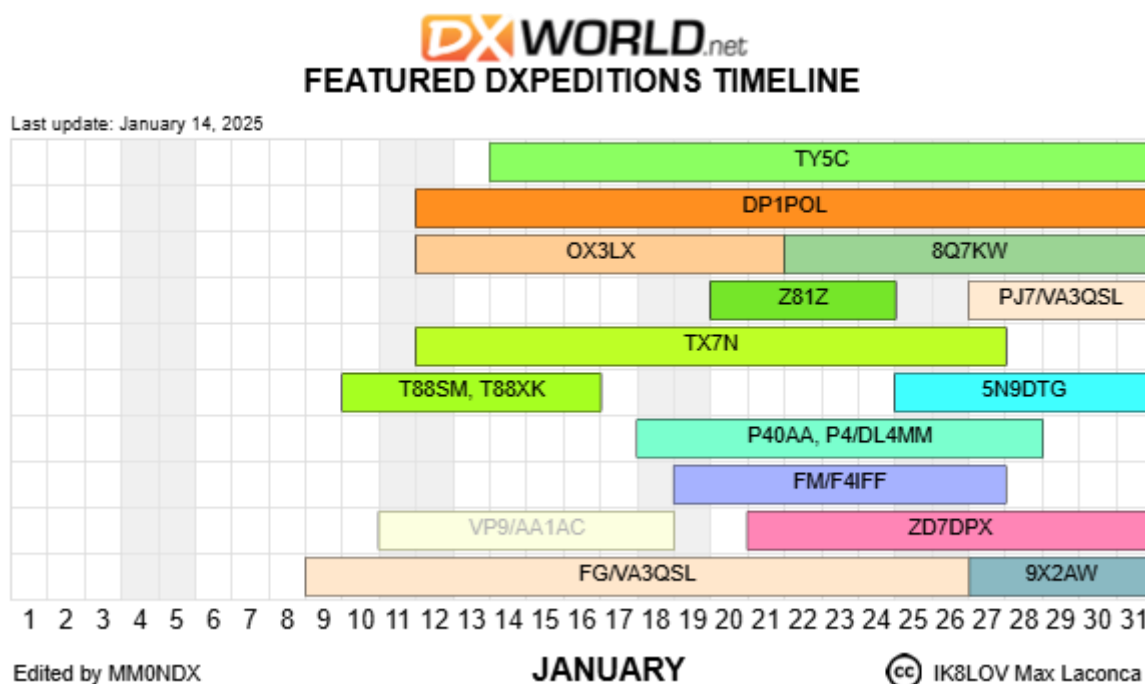 DX WORLD.net
FEATURED DXPEDITIONS TIMELINE
Last update: January 14, 2025
TY5C
DP1POL
OX3LX 8Q7KW
Z81Z PJ7/VA3QSL
TX7N
T88SM, T88XK 5N9DTG
P40AA, P4/DL4MM
FM/F4IFF
VP9/AA1AC ZD7DPX
FG/VA3QSL 9X2AW
1 2 3 4 5 6 7 8 9 10 11 12 13 14 15 16 17 18 19 20 21 22 23 24 25 26 27 28 29 30 31
Edited by MM0NDX JANUARY cc IK8LOV Max Laconca